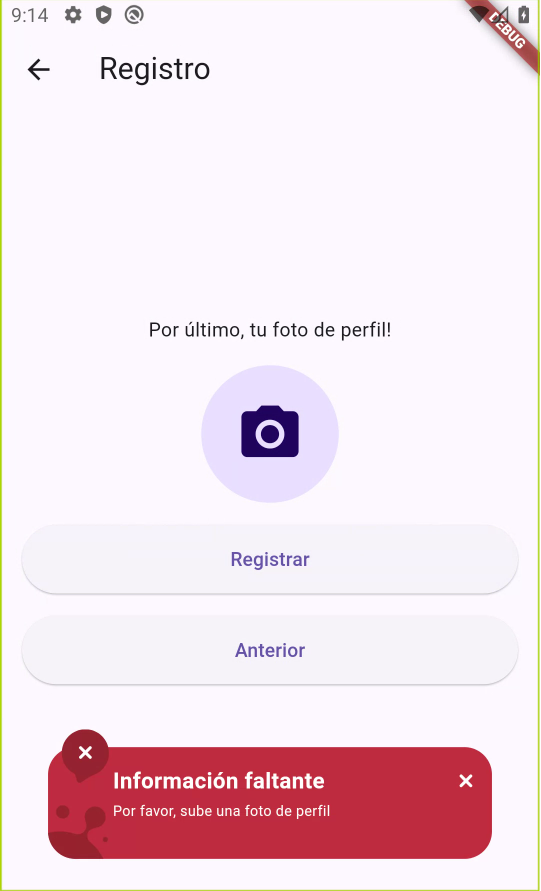 9:14
DEBUG
Registro
Por último, tu foto de perfil!
Registrar
Anterior
Información faltante
Por favor, sube una foto de perfil